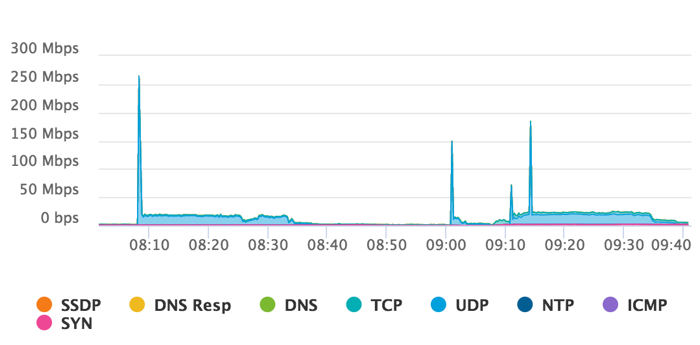 300 Mbps
250 Mbps
200 Mbps
150 Mbps
100 Mbps
50 Mbps
0 bps
08:10 08:20 08:30 08:40 08:50 09:00 09:10 09:20 09:30 09:40
SSDP DNS Resp DNS TCP UDP NTP ICMP
SYN